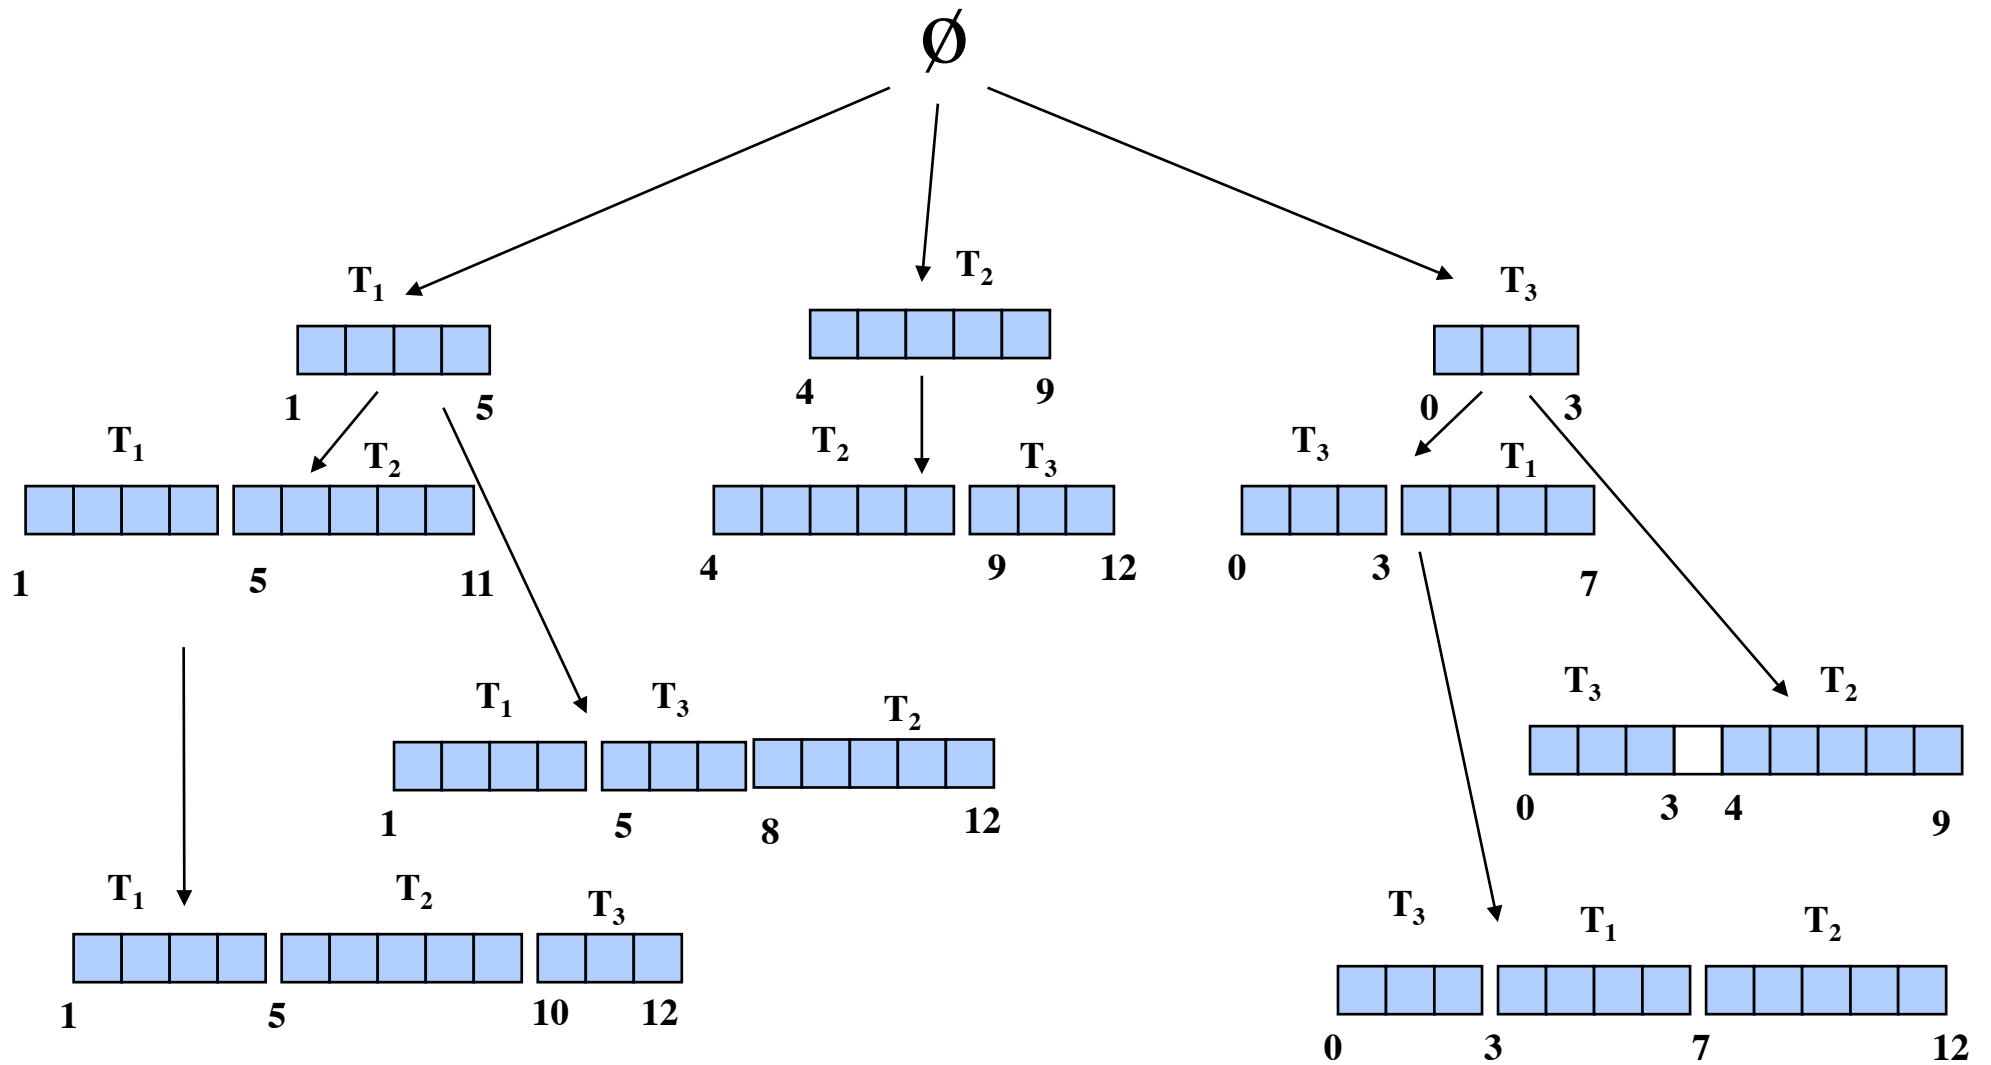 Ø
T₁ T₂ T₃
1 5 4 9 0 3
T₁ T₂ T₂ T₃ T₃ T₁
1 5 11 4 9 12 0 3 7
T₁ T₃ T₂ T₃ T₂
1 5 8 12 0 3 4 9
T₁ T₂ T₃ T₃ T₁ T₂
1 5 10 12 0 3 7 12